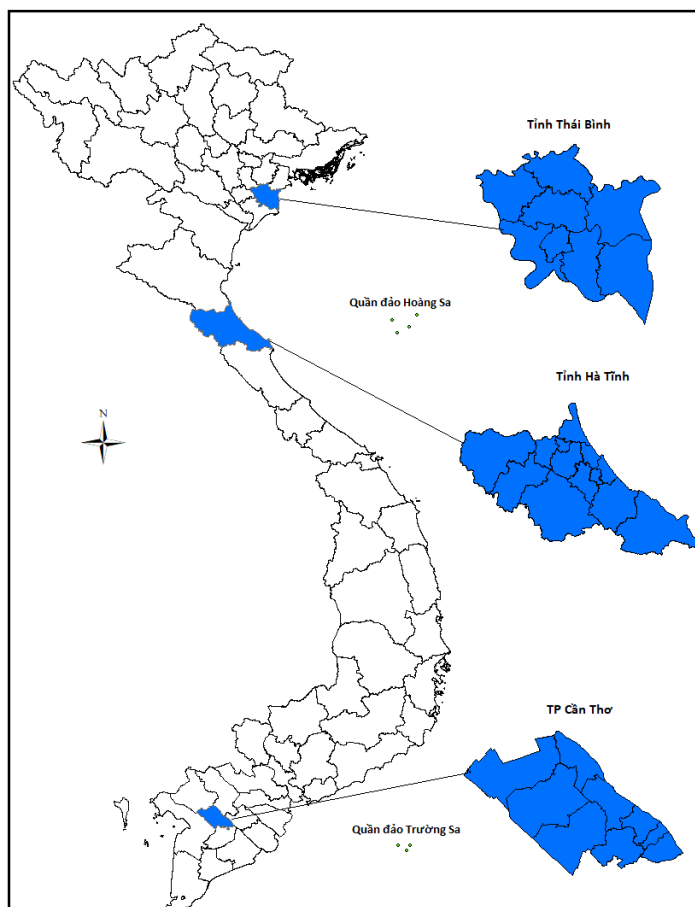 Tỉnh Thái Bình
Quần đảo Hoàng Sa
Tỉnh Hà Tĩnh
N
TP Cần Thơ
Quần đảo Trường Sa